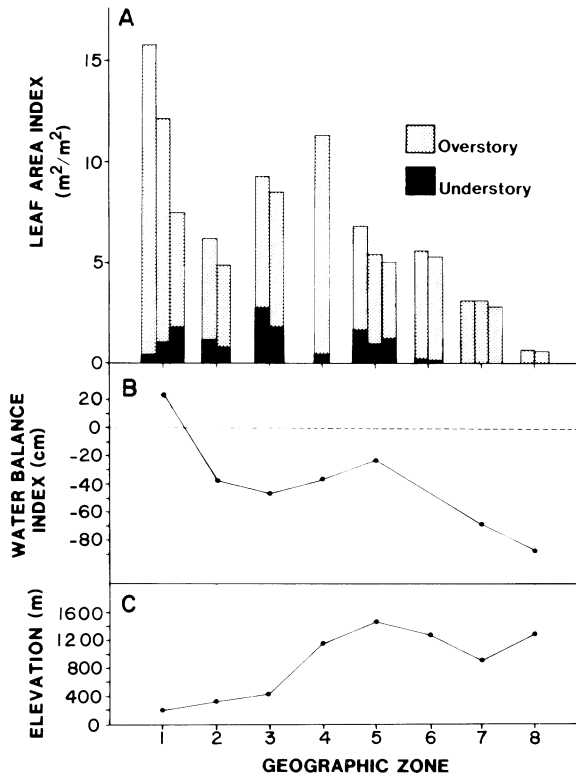 A
LEAF AREA INDEX
(m²/m²)
15
10
5
0
Overstory
Understory
B
WATER BALANCE
INDEX (cm)
20
0
-20
-40
-60
-80
C
ELEVATION (m)
1600
1200
800
400
0
1 2 3 4 5 6 7 8
GEOGRAPHIC ZONE